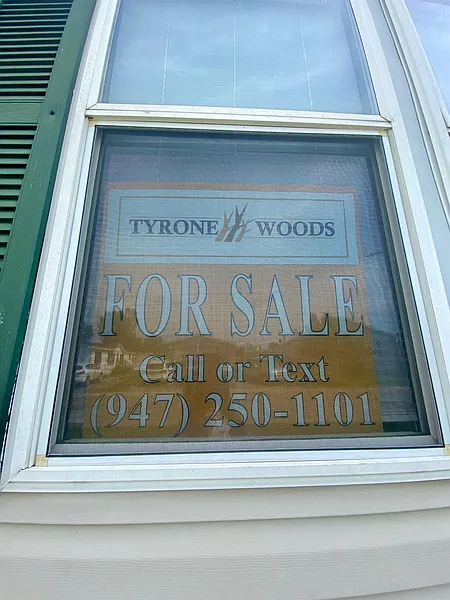 TYRONE WOODS
FOR SALE
Call or Text
(947) 250-1101